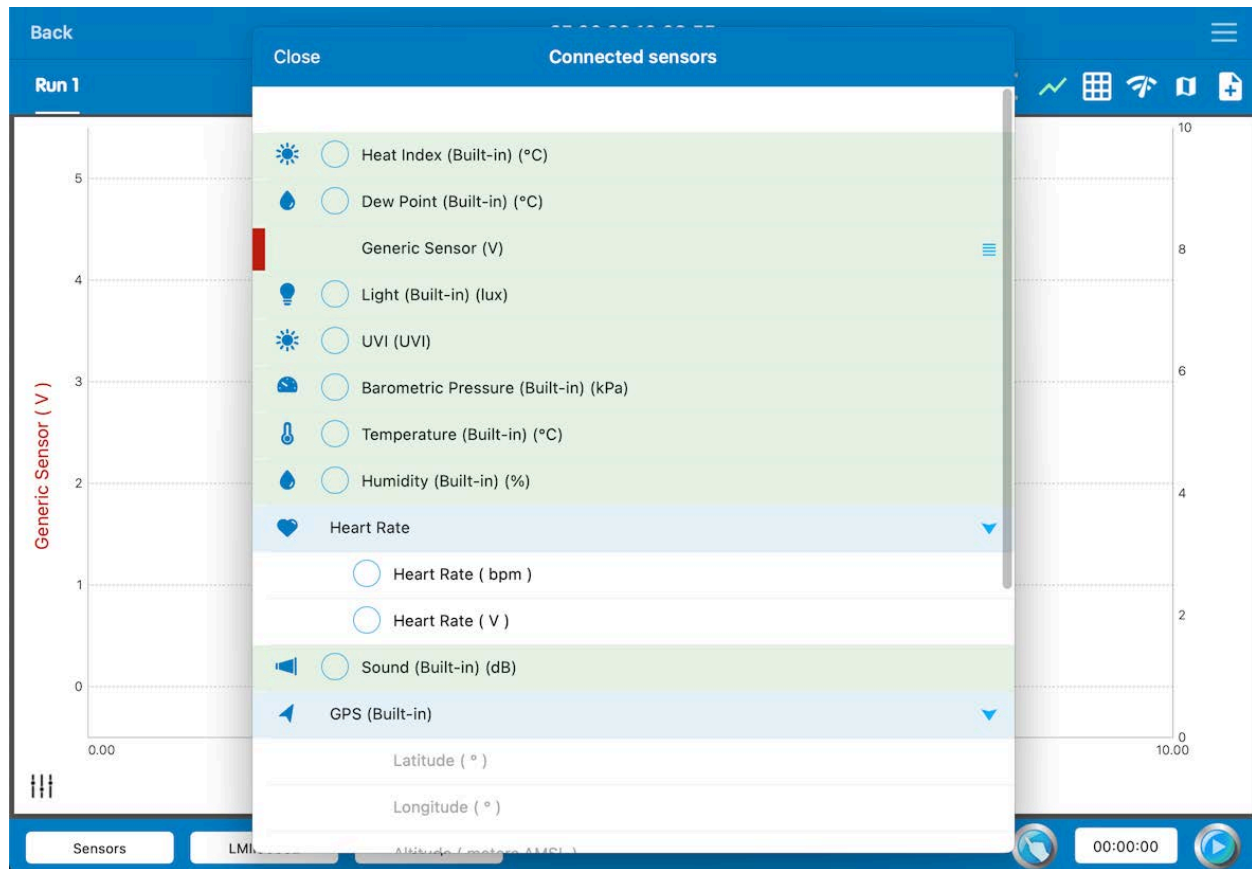 Back
Close
Connected sensors
Run 1
10
Heat Index (Built-in) (°C)
5
Dew Point (Built-in) (°C)
Generic Sensor (V)
8
4
Light (Built-in) (lux)
UVI (UVI)
6
3
Barometric Pressure (Built-in) (kPa)
Generic Sensor ( V )
Temperature (Built-in) (°C)
2
Humidity (Built-in) (%)
4
Heart Rate
1
Heart Rate ( bpm )
2
Heart Rate ( V )
0
Sound (Built-in) (dB)
GPS (Built-in)
0
0.00
10.00
Latitude ( ° )
Longitude ( ° )
Altitude ( meters AMSL )
Sensors
00:00:00